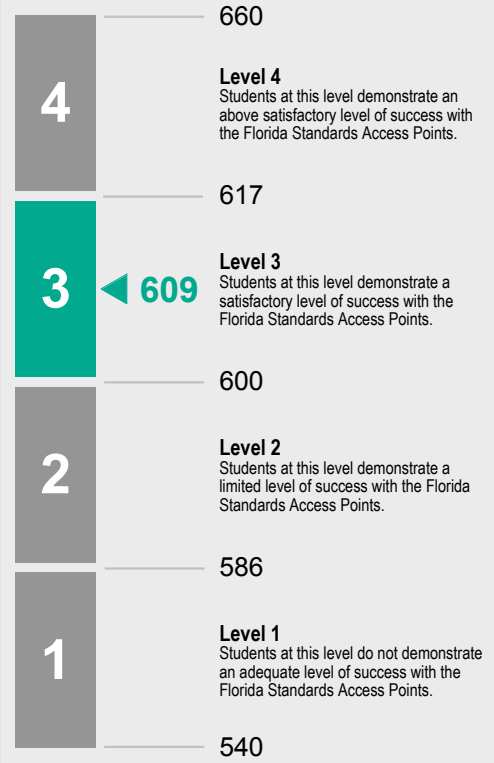 660
4
Level 4
Students at this level demonstrate an
above satisfactory level of success with
the Florida Standards Access Points.
617
3
609
Level 3
Students at this level demonstrate a
satisfactory level of success with the
Florida Standards Access Points.
600
2
Level 2
Students at this level demonstrate a
limited level of success with the Florida
Standards Access Points.
586
1
Level 1
Students at this level do not demonstrate
an adequate level of success with the
Florida Standards Access Points.
540